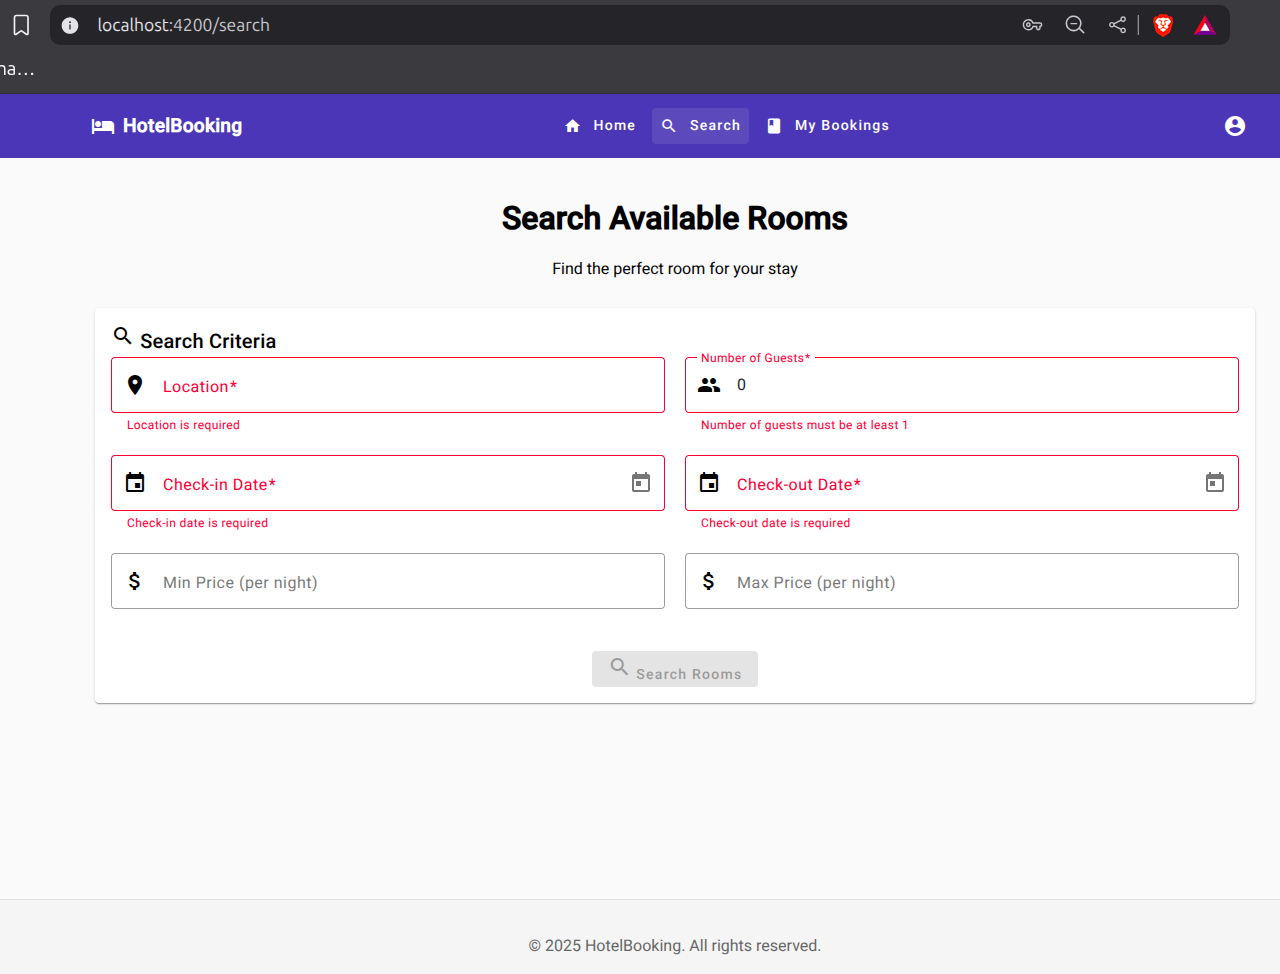 localhost:4200/search
na...
HotelBooking Home Search My Bookings
Search Available Rooms
Find the perfect room for your stay
Search Criteria
Number of Guests*
Location* 0
Location is required Number of guests must be at least 1
Check-in Date* Check-out Date*
Check-in date is required Check-out date is required
$ Min Price (per night) $ Max Price (per night)
Search Rooms
© 2025 HotelBooking. All rights reserved.